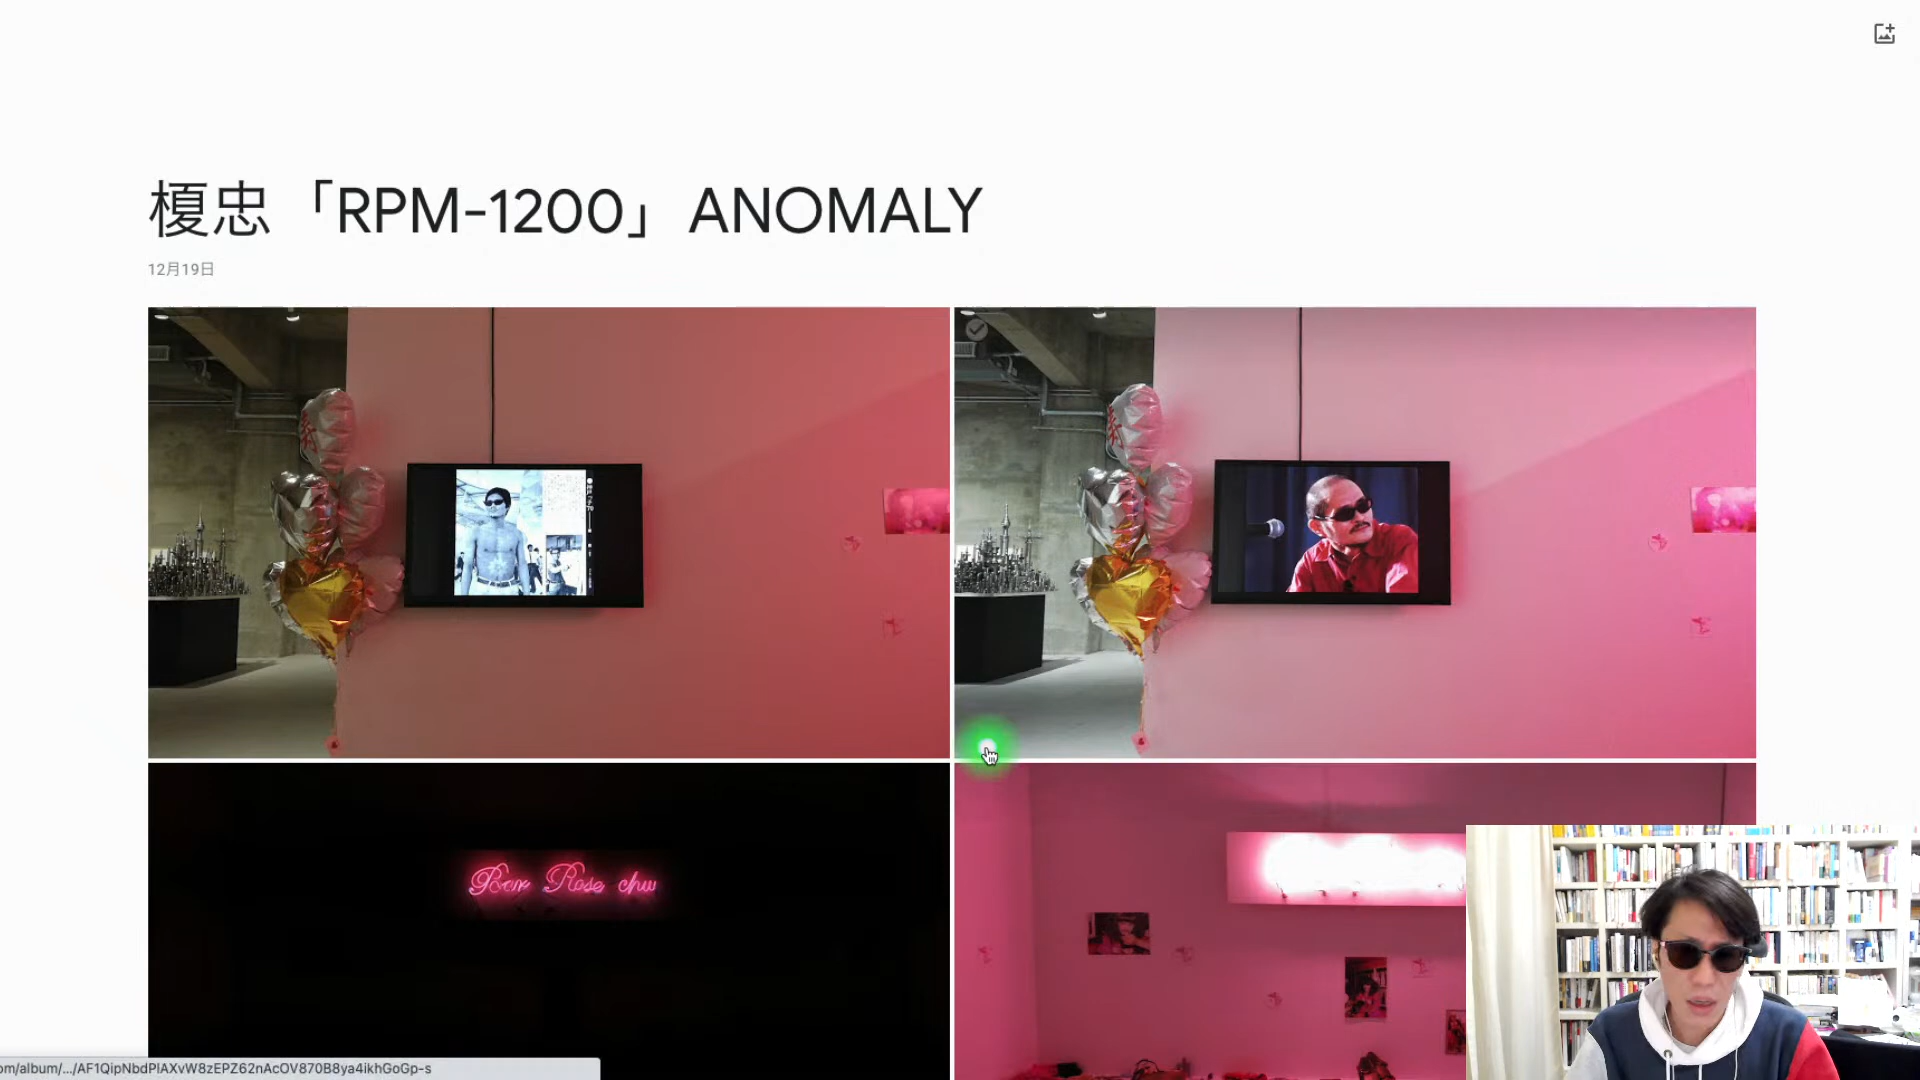 榎忠「RPM-1200」ANOMALY
12月19日
Bar Rose chu
om/album/.../AF1QipNbdPIAXvW8zEPZ62nAcOV870B8ya4ikhGoGp-s